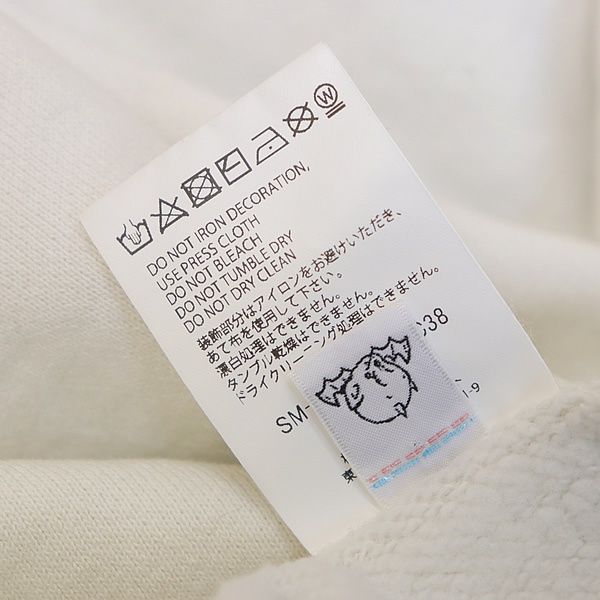 DO NOT IRON DECORATION,
USE PRESS CLOTH
DO NOT BLEACH
DO NOT TUMBLE DRY
DO NOT DRY CLEAN
装飾部分はアイロンをお避けいただき、
あて布を使用して下さい。
漂白処理はできません。
タンブル乾燥はできません。
ドライクリーニング処理はできません。
SM-
38
1-9
東